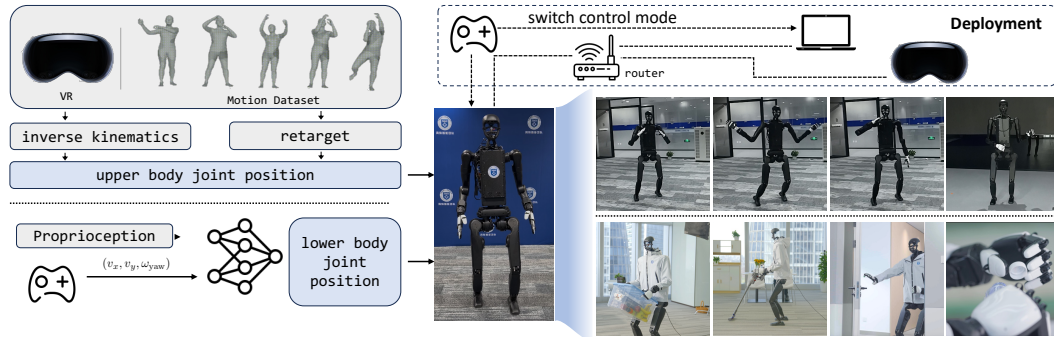 VR
Motion Dataset
inverse kinematics
retarget
upper body joint position
Proprioception
(v_x, v_y, ω_yaw)
lower body
joint
position
switch control mode
Deployment
router